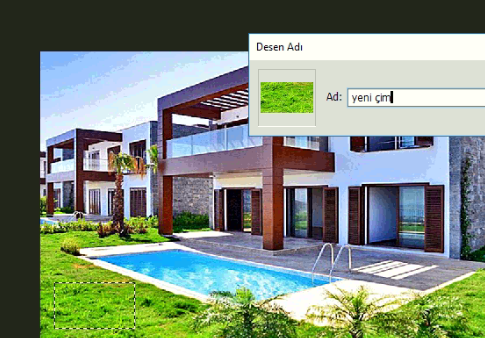 Desen Adı
Ad: yeni çim